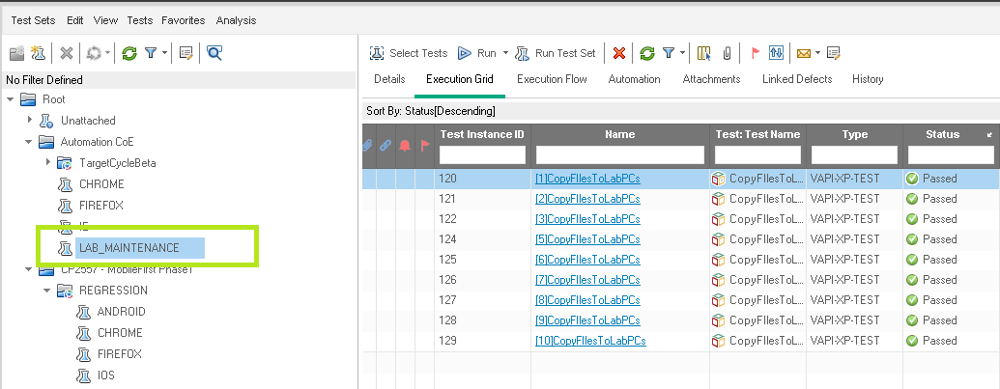 Test Sets Edit View Tests Favorites Analysis
No Filter Defined
Root
Unattached
Automation CoE
TargetCycleBeta
CHROME
FIREFOX
IE
LAB_MAINTENANCE
CP2557 - MobileFirst Phase1
REGRESSION
ANDROID
CHROME
FIREFOX
IOS
Select Tests Run Run Test Set
Details Execution Grid Execution Flow Automation Attachments Linked Defects History
Sort By: Status[Descending]
Test Instance ID Name Test: Test Name Type Status
120 [1]CopyFIlesToLabPCs CopyFIlesToL... VAPI-XP-TEST Passed
121 [2]CopyFIlesToLabPCs CopyFIlesToL... VAPI-XP-TEST Passed
122 [3]CopyFIlesToLabPCs CopyFIlesToL... VAPI-XP-TEST Passed
124 [5]CopyFIlesToLabPCs CopyFIlesToL... VAPI-XP-TEST Passed
125 [6]CopyFIlesToLabPCs CopyFIlesToL... VAPI-XP-TEST Passed
126 [7]CopyFIlesToLabPCs CopyFIlesToL... VAPI-XP-TEST Passed
127 [8]CopyFIlesToLabPCs CopyFIlesToL... VAPI-XP-TEST Passed
128 [9]CopyFIlesToLabPCs CopyFIlesToL... VAPI-XP-TEST Passed
129 [10]CopyFIlesToLabPCs CopyFIlesToL... VAPI-XP-TEST Passed